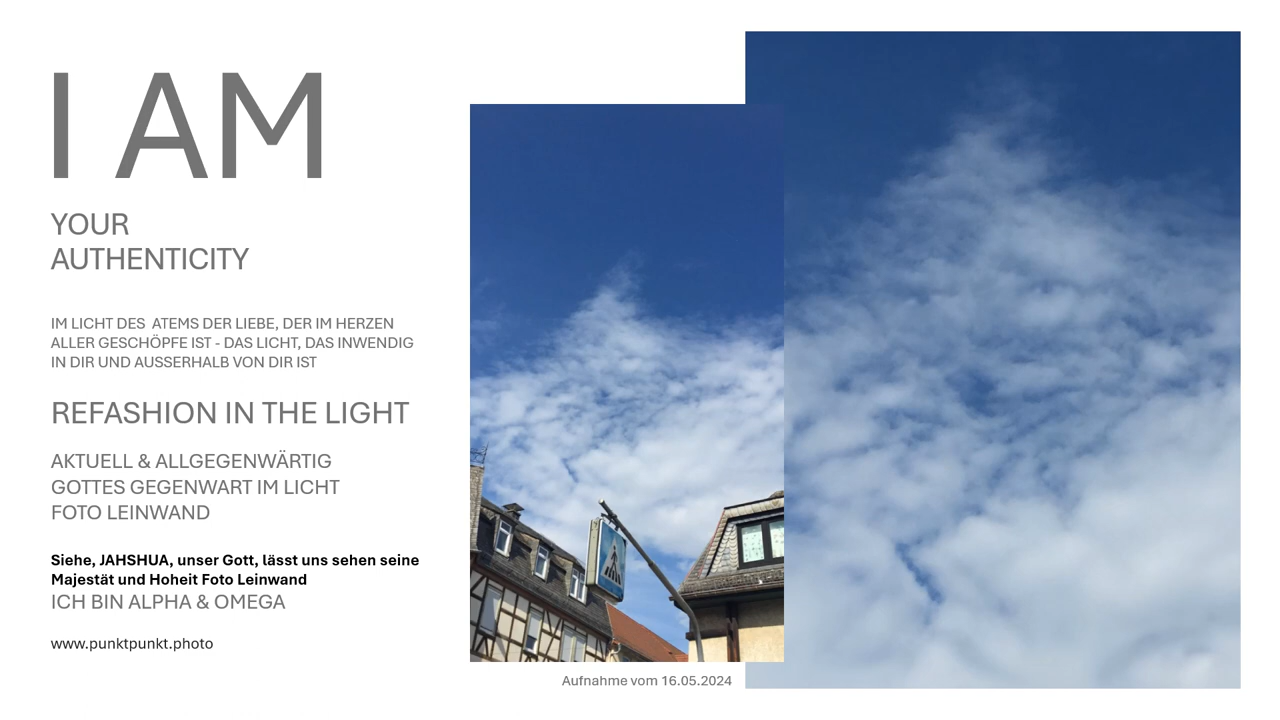 I AM
YOUR
AUTHENTICITY
IM LICHT DES  ATEMS DER LIEBE, DER IM HERZEN
ALLER GESCHÖPFE IST - DAS LICHT, DAS INWENDIG
IN DIR UND AUSSERHALB VON DIR IST
REFASHION IN THE LIGHT
AKTUELL & ALLGEGENWÄRTIG
GOTTES GEGENWART IM LICHT
FOTO LEINWAND
Siehe, JAHSHUA, unser Gott, lässt uns sehen seine
Majestät und Hoheit Foto Leinwand
ICH BIN ALPHA & OMEGA
www.punktpunkt.photo
Aufnahme vom 16.05.2024